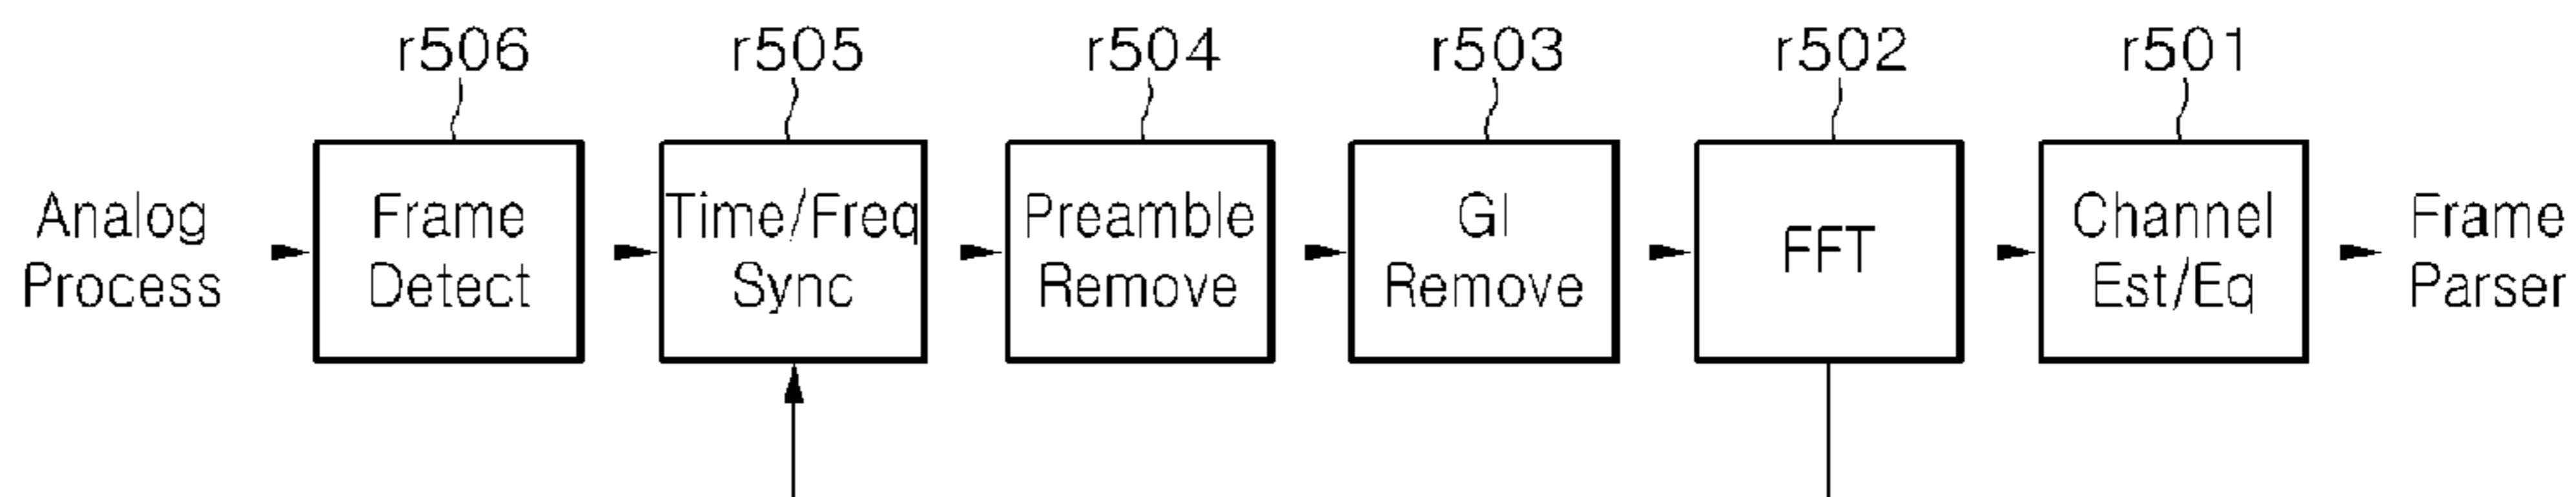 r506 r505 r504 r503 r502 r501
Analog
Process
Frame
Detect
Time/Freq
Sync
Preamble
Remove
GI
Remove
FFT
Channel
Est/Eq
Frame
Parser